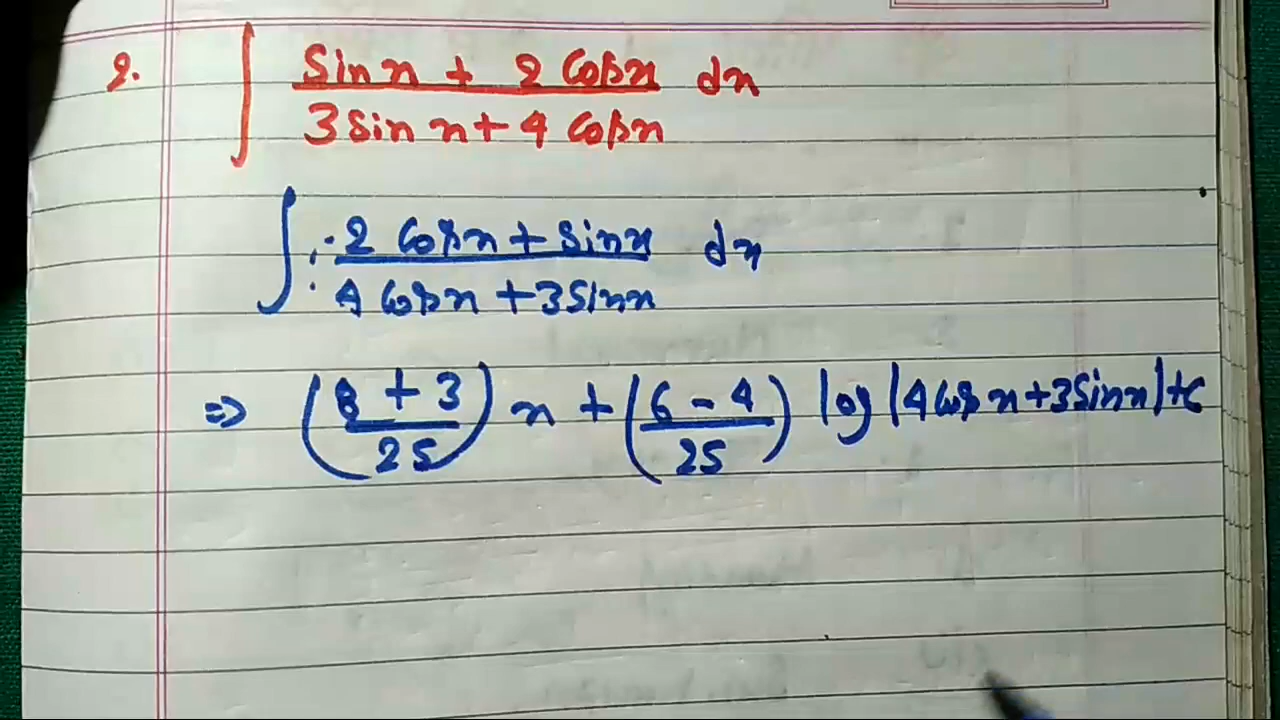 2. ∫ (Sin x + 2 Cos x)/(3 Sin x + 4 Cos x) dx
∫ (2 Cos x + Sin x)/(4 Cos x + 3 Sin x) dx
⇒ ((8 + 3)/25) x + ((6 - 4)/25) log |4 Cos x + 3 Sin x| + c